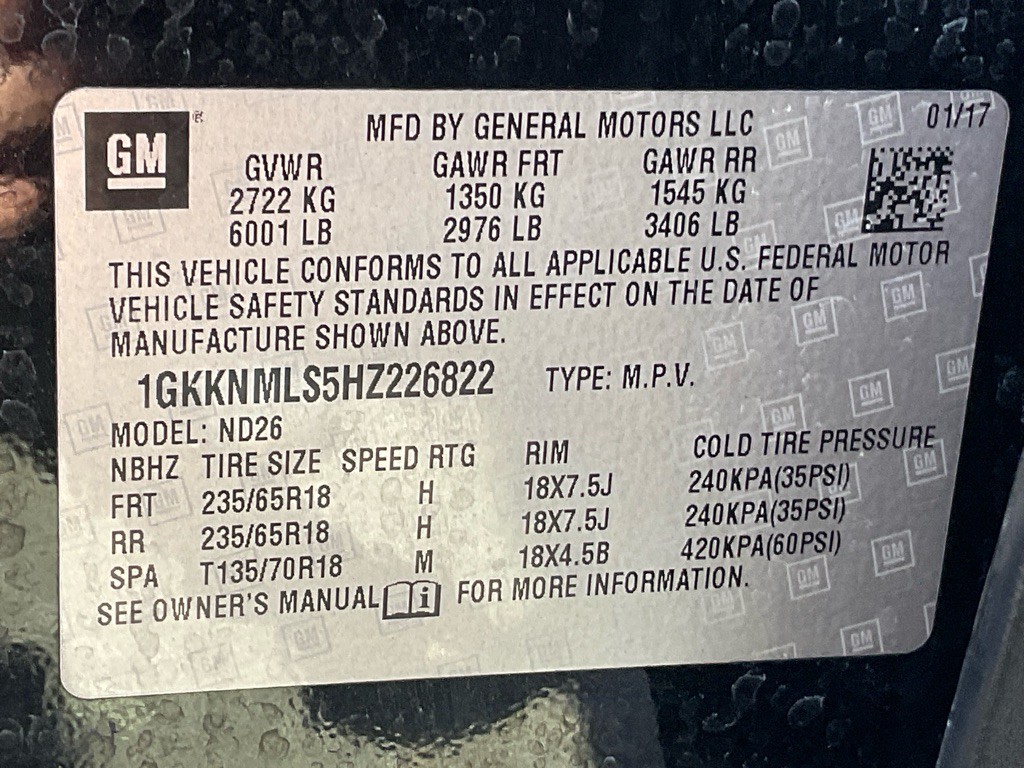 GM ® MFD BY GENERAL MOTORS LLC 01/17
GVWR GAWR FRT GAWR RR
2722 KG 1350 KG 1545 KG
6001 LB 2976 LB 3406 LB
THIS VEHICLE CONFORMS TO ALL APPLICABLE U.S. FEDERAL MOTOR
VEHICLE SAFETY STANDARDS IN EFFECT ON THE DATE OF
MANUFACTURE SHOWN ABOVE.
1GKKNMLS5HZ226822 TYPE: M.P.V.
MODEL: ND26
NBHZ TIRE SIZE SPEED RTG RIM COLD TIRE PRESSURE
FRT 235/65R18 H 18X7.5J 240KPA(35PSI)
RR 235/65R18 H 18X7.5J 240KPA(35PSI)
SPA T135/70R18 M 18X4.5B 420KPA(60PSI)
SEE OWNER'S MANUAL i FOR MORE INFORMATION.